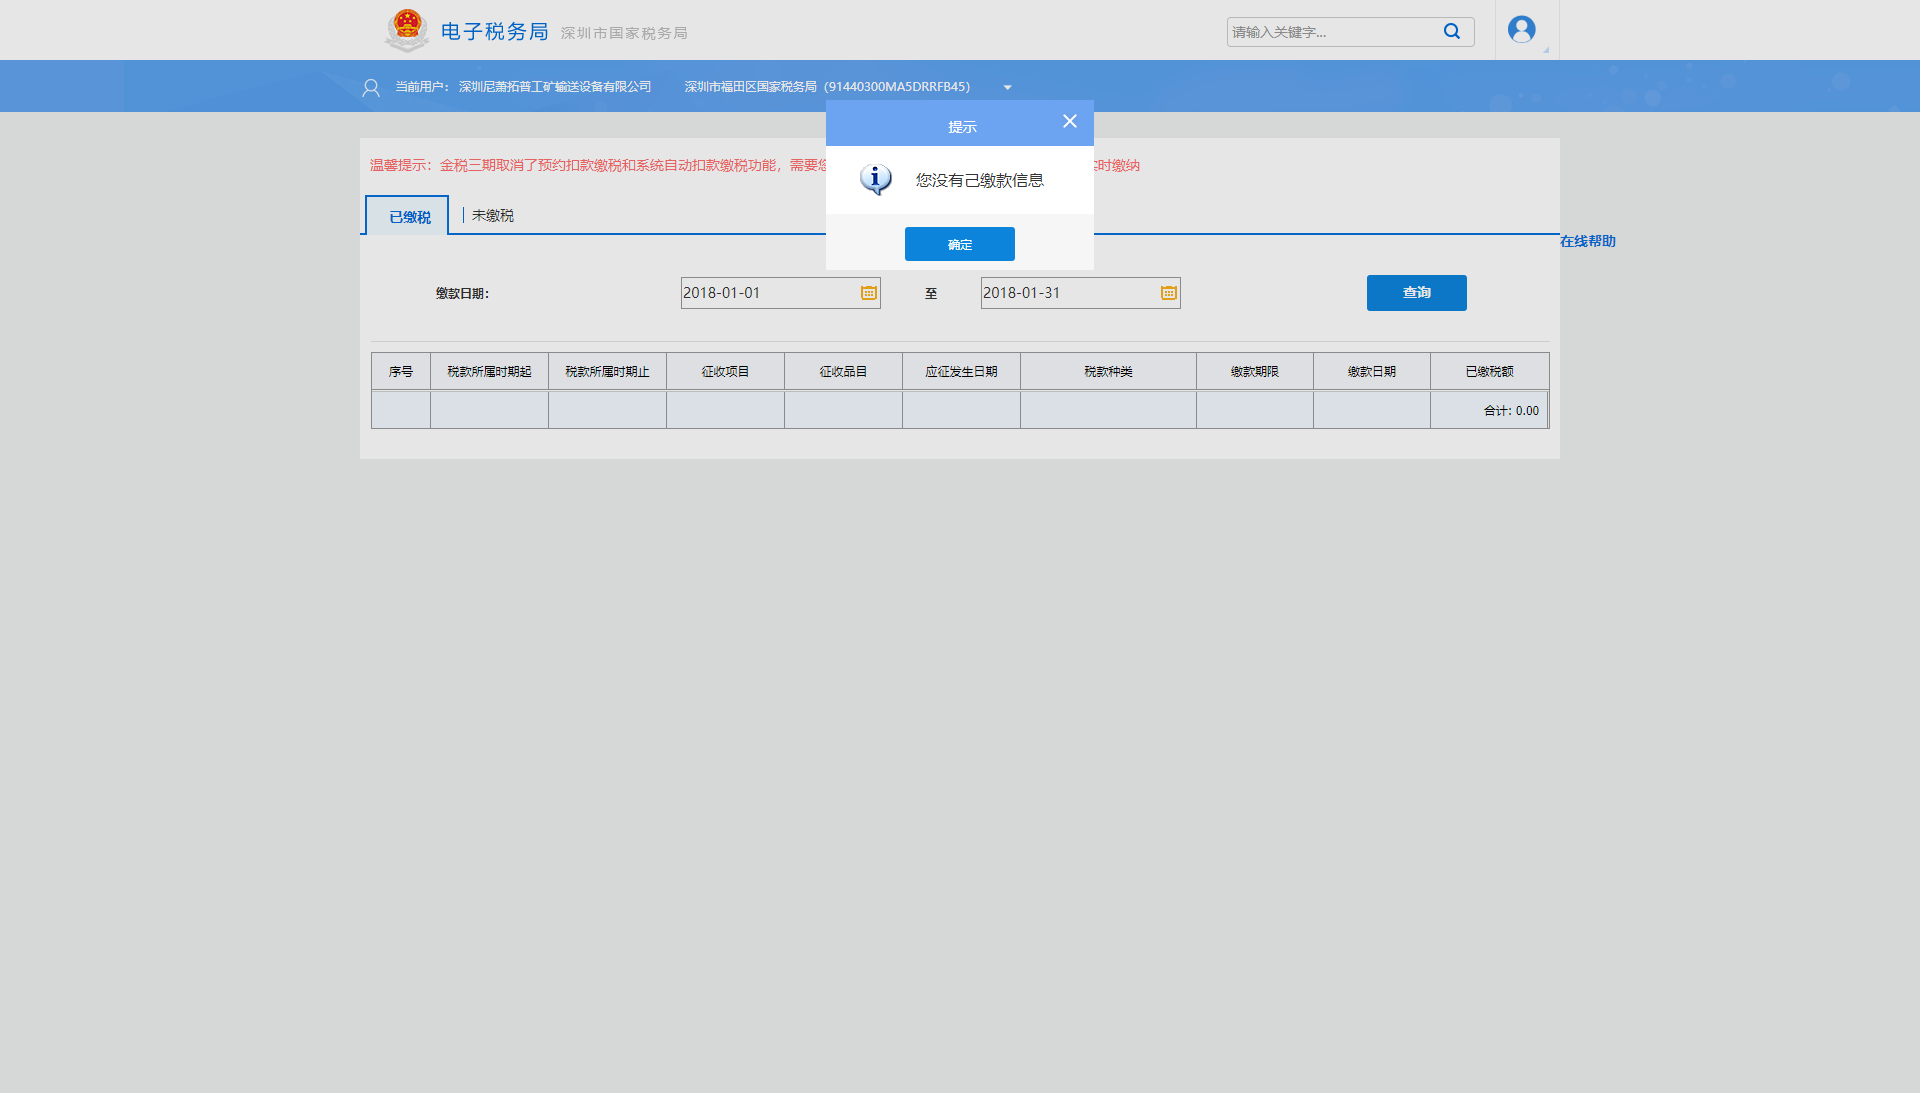 电子税务局 深圳市国家税务局
请输入关键字...
当前用户： 深圳尼萧拓普工矿输送设备有限公司 深圳市福田区国家税务局（91440300MA5DRRFB45）
提示
温馨提示：金税三期取消了预约扣款缴税和系统自动扣款缴税功能，需要您
时缴纳
您没有己缴款信息
已缴税 未缴税
确定
在线帮助
缴款日期： 2018-01-01 至 2018-01-31 查询
序号 税款所属时期起 税款所属时期止 征收项目 征收品目 应征发生日期 税款种类 缴款期限 缴款日期 已缴税额
合计: 0.00